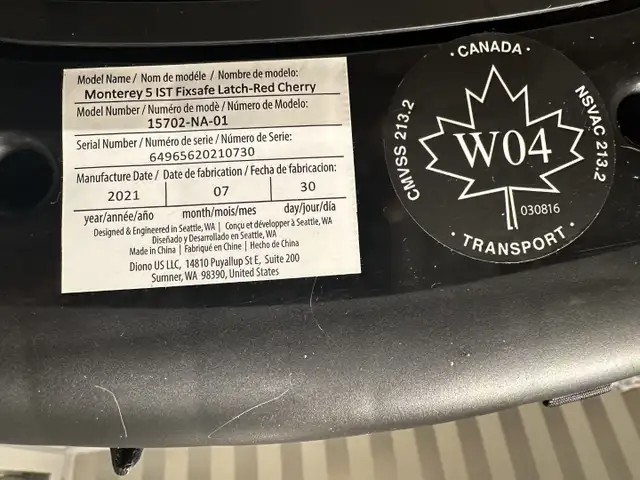 Model Name / Nom de modéle / Nombre de modelo:
Monterey 5 IST Fixsafe Latch-Red Cherry
Model Number / Numéro de modè / Número de Modelo:
15702-NA-01
Serial Number / Numéro de serie / Número de Serie:
64965620210730
Manufacture Date / Date de fabrication / Fecha de fabricacion:
2021 07 30
year/année/año month/mois/mes day/jour/día
Designed & Engineered in Seattle, WA | Conçu et développer à Seattle, WA
Diseñado y Desarrollado en Seattle, WA
Made in China | Fabriqué en Chine | Hecho de China
Diono US LLC, 14810 Puyallup St E, Suite 200
Sumner, WA 98390, United States
· CANADA ·
CMVSS 213.2
NSVAC 213.2
W04
030816
· TRANSPORT ·